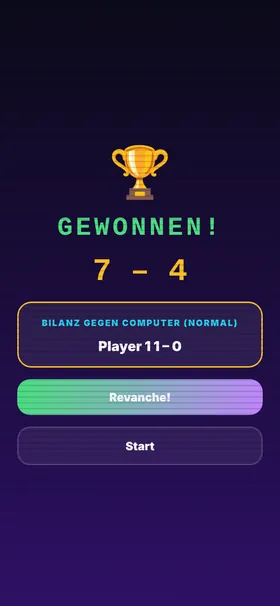 GEWONNEN!
7 – 4
BILANZ GEGEN COMPUTER (NORMAL)
Player 1 1–0
Revanche!
Start